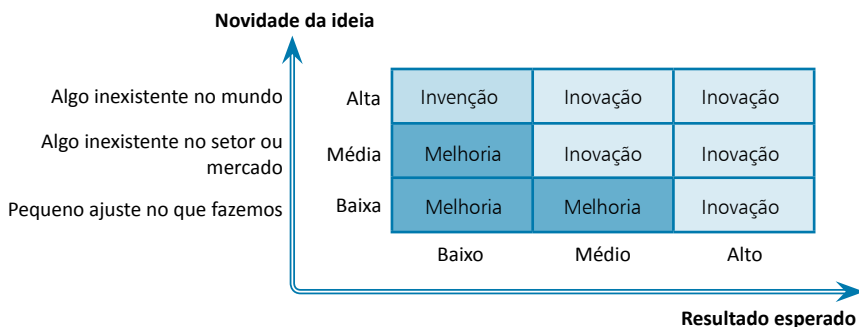 Novidade da ideia
Algo inexistente no mundo
Alta
Invenção
Inovação
Inovação
Algo inexistente no setor ou
mercado
Média
Melhoria
Inovação
Inovação
Pequeno ajuste no que fazemos
Baixa
Melhoria
Melhoria
Inovação
Baixo
Médio
Alto
Resultado esperado